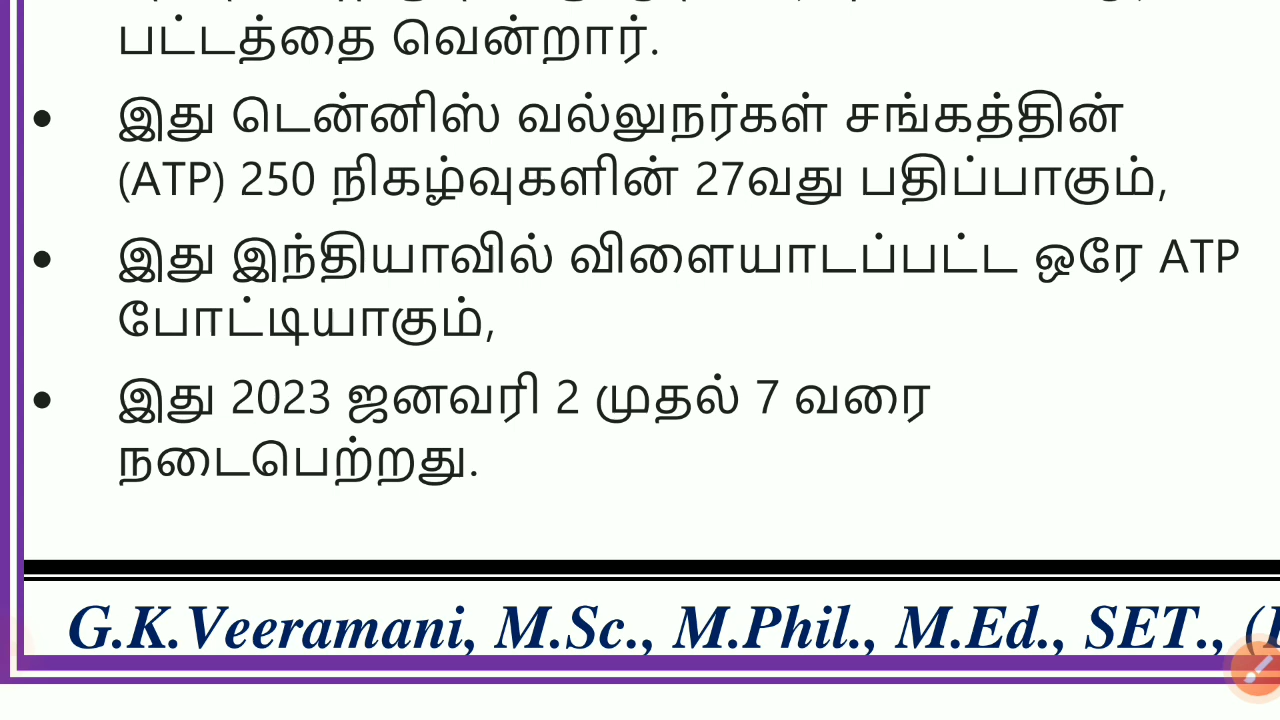 பட்டத்தை வென்றார்.
• இது டென்னிஸ் வல்லுநர்கள் சங்கத்தின்
(ATP) 250 நிகழ்வுகளின் 27வது பதிப்பாகும்,
• இது இந்தியாவில் விளையாடப்பட்ட ஒரே ATP
போட்டியாகும்,
• இது 2023 ஜனவரி 2 முதல் 7 வரை
நடைபெற்றது.
G.K.Veeramani, M.Sc., M.Phil., M.Ed., SET.,